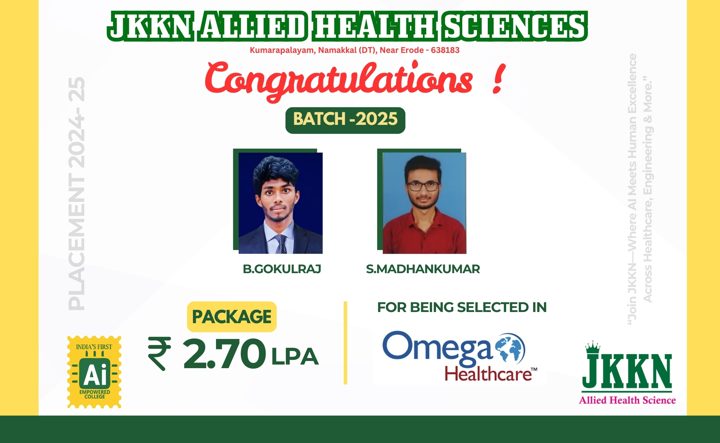 JKKN ALLIED HEALTH SCIENCES
Kumarapalayam, Namakkal (DT), Near Erode - 638183
Congratulations !
BATCH -2025
PLACEMENT 2024- 25
"Join JKKN—Where AI Meets Human Excellence
Across Healthcare, Engineering & More."
B.GOKULRAJ
S.MADHANKUMAR
PACKAGE
₹ 2.70 LPA
FOR BEING SELECTED IN
Omega
Healthcare™
INDIA'S FIRST
Ai
EMPOWERED
COLLEGE
JKKN
Allied Health Science